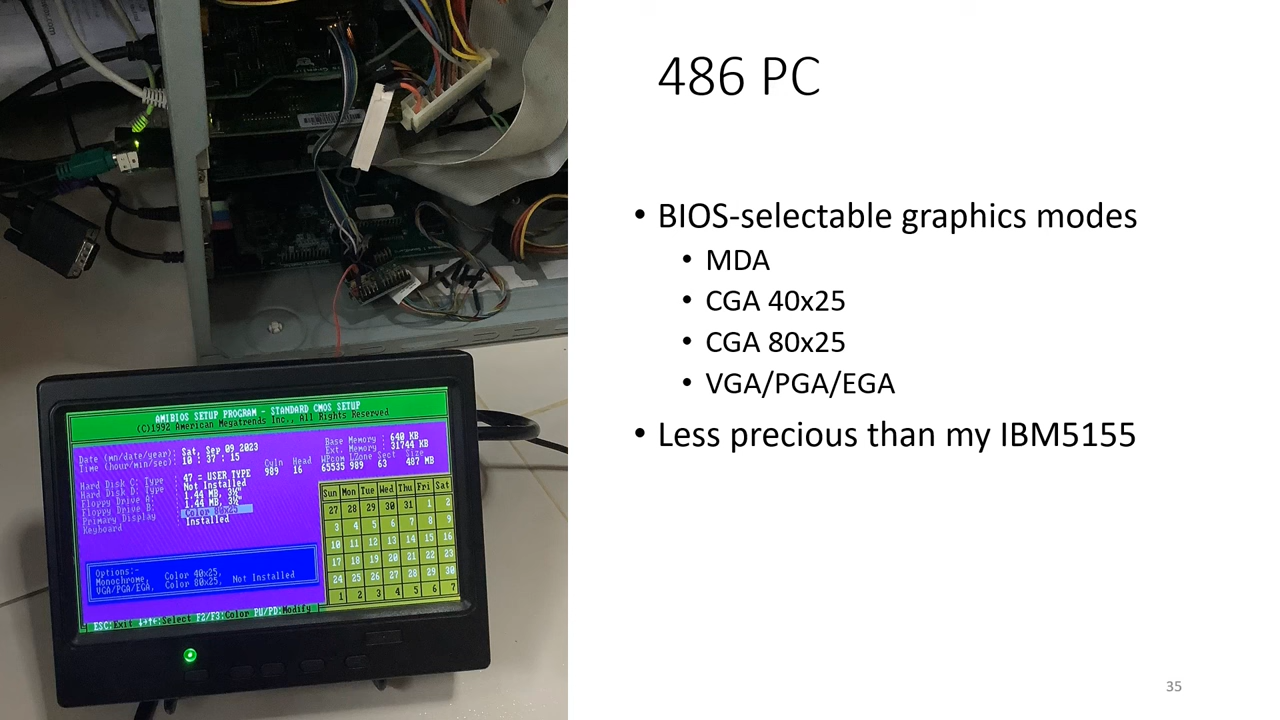 486 PC
• BIOS-selectable graphics modes
• MDA
• CGA 40x25
• CGA 80x25
• VGA/PGA/EGA
• Less precious than my IBM5155
35
AMIBIOS SETUP PROGRAM - STANDARD CMOS SETUP
(C)1992 American Megatrends Inc., All Rights Reserved
Date (mn/date/year): Sat, Sep 09 2023
Time (hour/min/sec): 10 : 37 : 15
Base Memory : 640 KB
Ext. Memory : 31744 KB
Cyln Head WPcom LZone Sect Size
Hard Disk C: Type : 47 = USER TYPE 989 16 65535 989 63 487 MB
Hard Disk D: Type : Not Installed
Floppy Drive A: : 1.44 MB, 3½"
Floppy Drive B: : 1.44 MB, 3½"
Primary Display : Color 80x25
Keyboard : Installed
Sun Mon Tue Wed Thu Fri Sat
27 28 29 30 31 1 2
3 4 5 6 7 8 9
10 11 12 13 14 15 16
17 18 19 20 21 22 23
24 25 26 27 28 29 30
1 2 3 4 5 6 7
Options:-
Monochrome, Color 40x25,
VGA/PGA/EGA, Color 80x25, Not Installed
ESC:Exit ↓→↑←:Select F2/F3:Color PU/PD:Modify